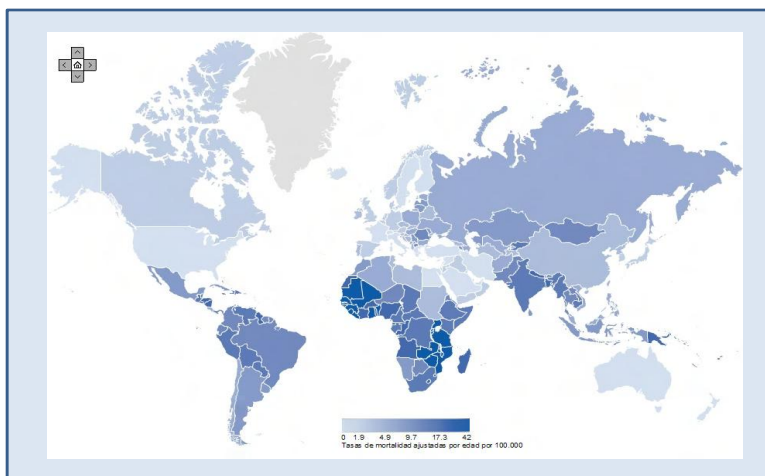 0 1.9 4.9 9.7 17.3 42
Tasas de mortalidad ajustadas por edad por 100.000